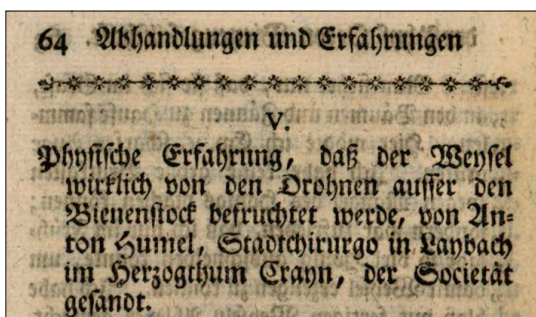 64 Abhandlungen und Erfahrungen
V.
Physische Erfahrung, daß der Weysel
wirklich von den Drohnen ausser den
Bienenstock befruchtet werde, von An=
ton Humel, Stadtchirurgo in Laybach
im Herzogthum Crayn, der Societät
gesandt.